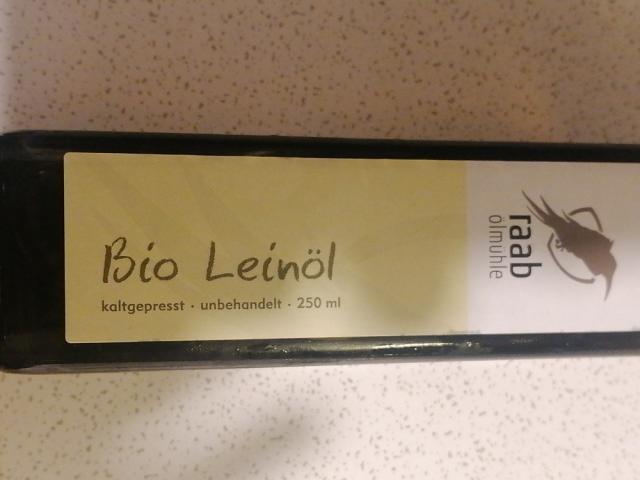 Bio Leinöl
kaltgepresst · unbehandelt · 250 ml
raab
ölmühle